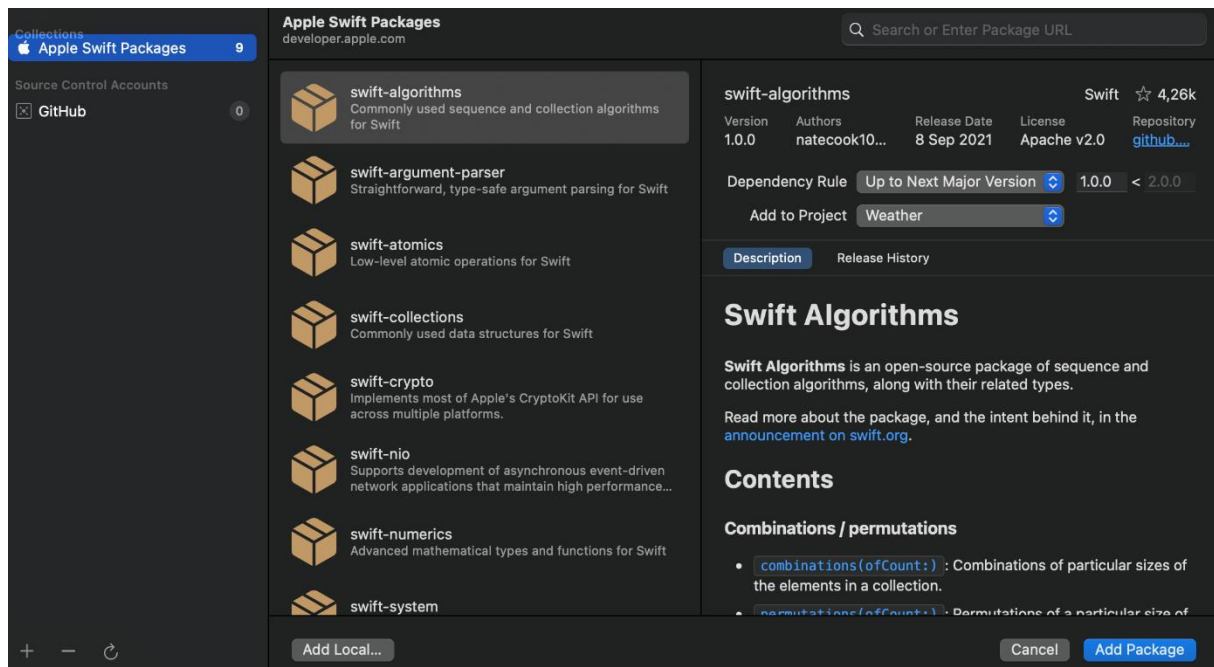 Collections
Apple Swift Packages 9
Source Control Accounts
GitHub 0
Apple Swift Packages
developer.apple.com
Search or Enter Package URL
swift-algorithms
Commonly used sequence and collection algorithms
for Swift
swift-argument-parser
Straightforward, type-safe argument parsing for Swift
swift-atomics
Low-level atomic operations for Swift
swift-collections
Commonly used data structures for Swift
swift-crypto
Implements most of Apple's CryptoKit API for use
across multiple platforms.
swift-nio
Supports development of asynchronous event-driven
network applications that maintain high performance...
swift-numerics
Advanced mathematical types and functions for Swift
swift-system
swift-algorithms Swift ☆ 4,26k
Version Authors Release Date License Repository
1.0.0 natecook10... 8 Sep 2021 Apache v2.0 github....
Dependency Rule Up to Next Major Version 1.0.0 < 2.0.0
Add to Project Weather
Description Release History
Swift Algorithms
Swift Algorithms is an open-source package of sequence and
collection algorithms, along with their related types.
Read more about the package, and the intent behind it, in the
announcement on swift.org.
Contents
Combinations / permutations
• combinations(ofCount:) : Combinations of particular sizes of
the elements in a collection.
• permutations(ofCount:) : Permutations of a particular size of
Add Local... Cancel Add Package